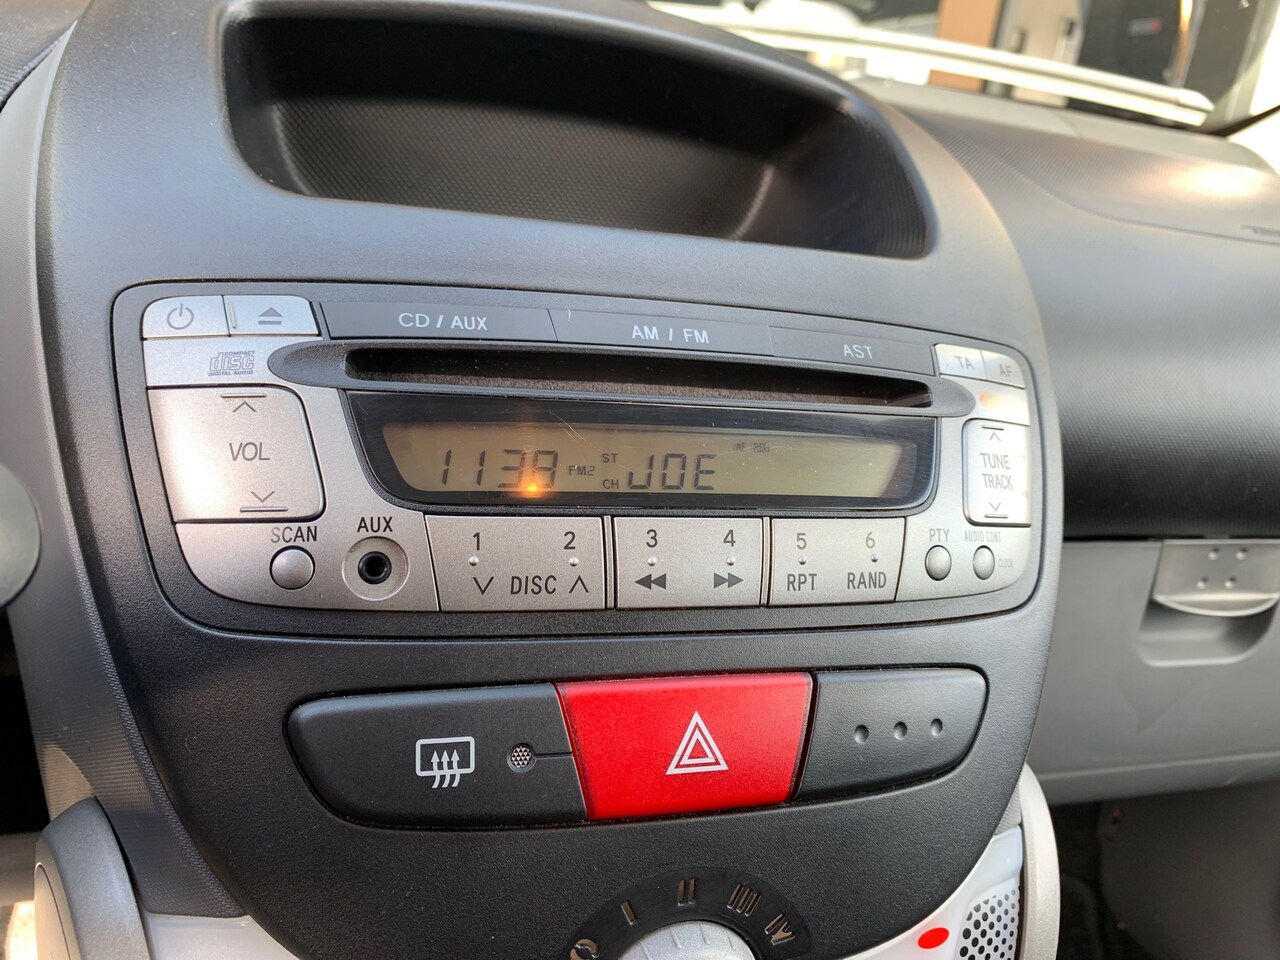 CD / AUX
AM / FM
AST
TA
AF
COMPACT
disc
DIGITAL AUDIO
VOL
1138 FM2 ST CH JOE
AF REG
TUNE
TRACK
SCAN
AUX
1 2
DISC
3 4
5 6
RPT RAND
PTY
AUDIO CONT
CLOCK